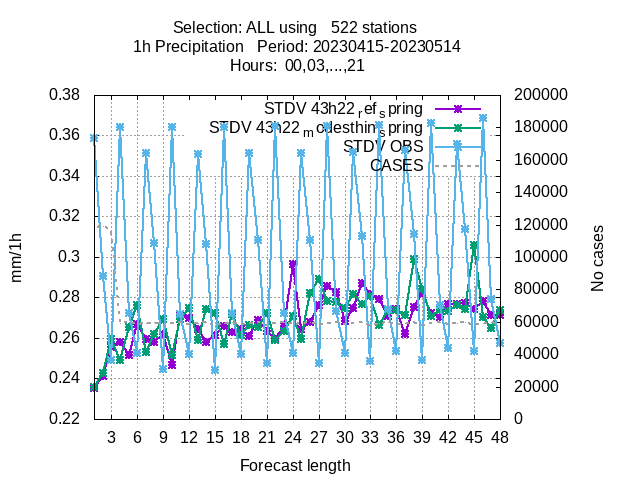 Selection: ALL using   522 stations
1h Precipitation   Period: 20230415-20230514
Hours:  00,03,...,21
STDV 43h22_ref_spring
STDV 43h22_modesthin_spring
STDV OBS
CASES
0.38
0.36
0.34
0.32
0.3
0.28
0.26
0.24
0.22
mm/1h
200000
180000
160000
140000
120000
100000
80000
60000
40000
20000
0
No cases
3 6 9 12 15 18 21 24 27 30 33 36 39 42 45 48
Forecast length